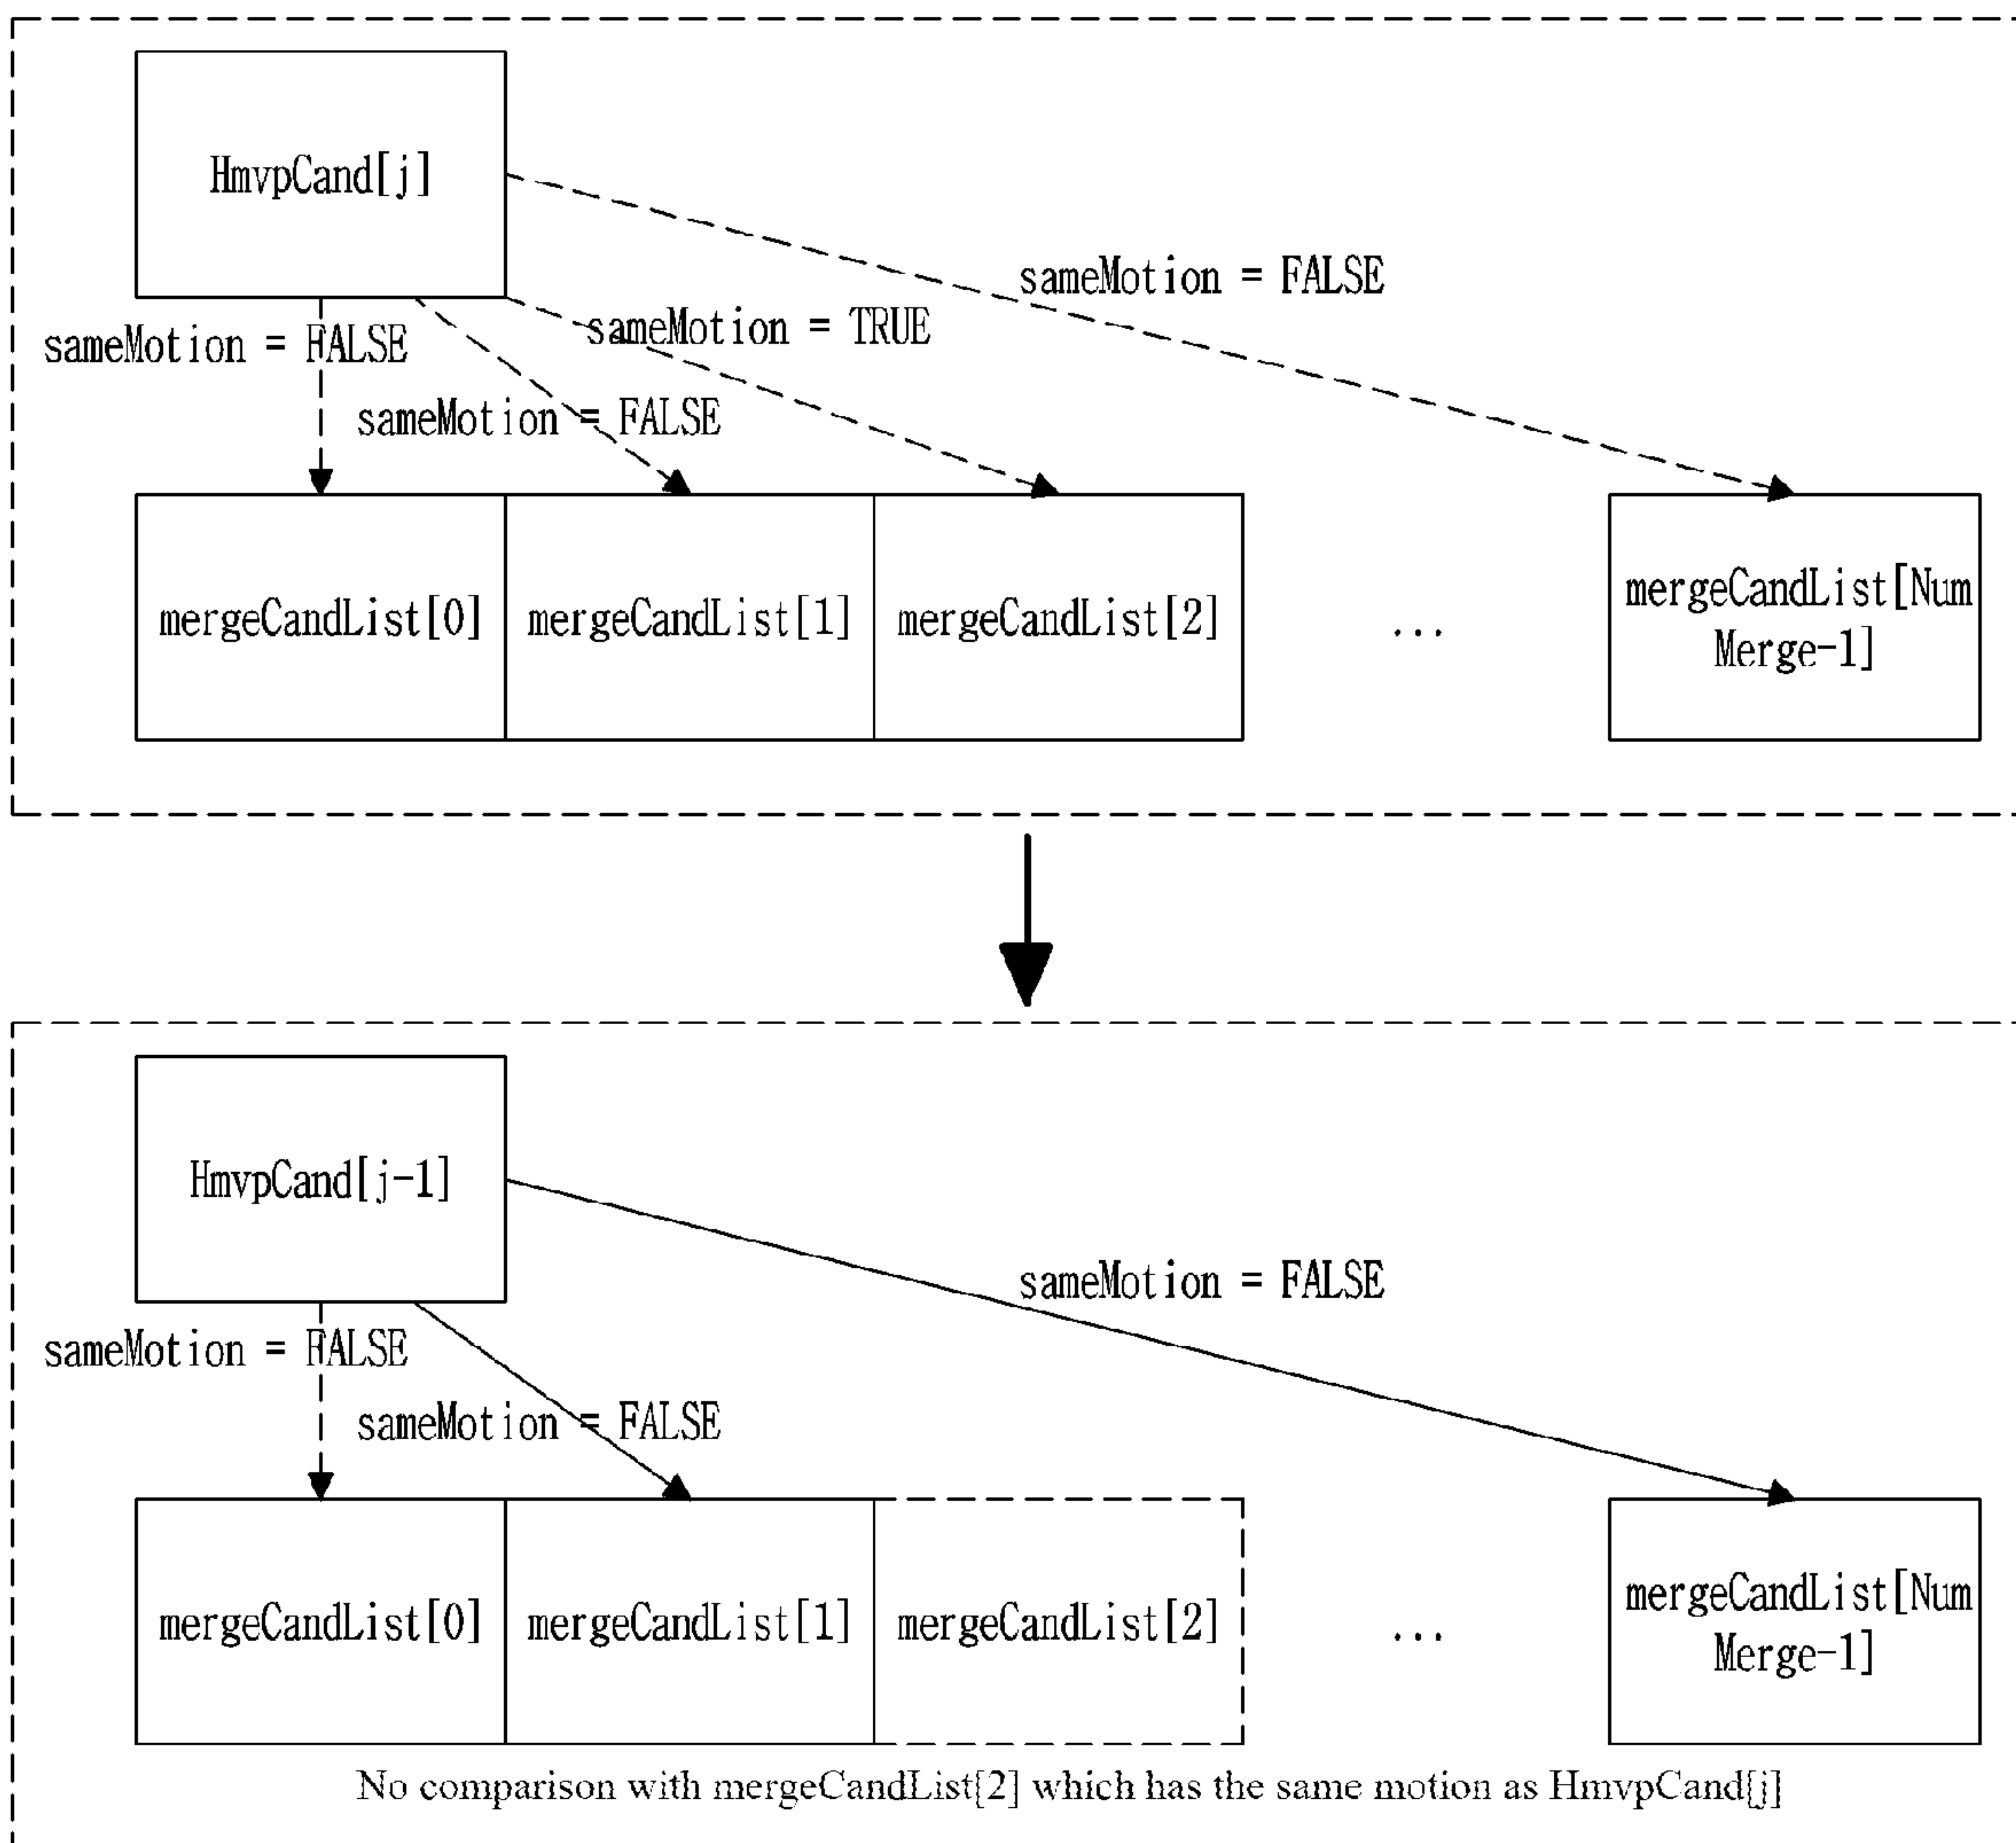 HmvpCand[j]
sameMotion = FALSE
sameMotion = TRUE
sameMotion = FALSE
sameMotion = FALSE
mergeCandList[0]
mergeCandList[1]
mergeCandList[2]
...
mergeCandList[Num
Merge-1]
HmvpCand[j-1]
sameMotion = FALSE
sameMotion = FALSE
sameMotion = FALSE
mergeCandList[0]
mergeCandList[1]
mergeCandList[2]
...
mergeCandList[Num
Merge-1]
No comparison with mergeCandList[2] which has the same motion as HmvpCand[j]